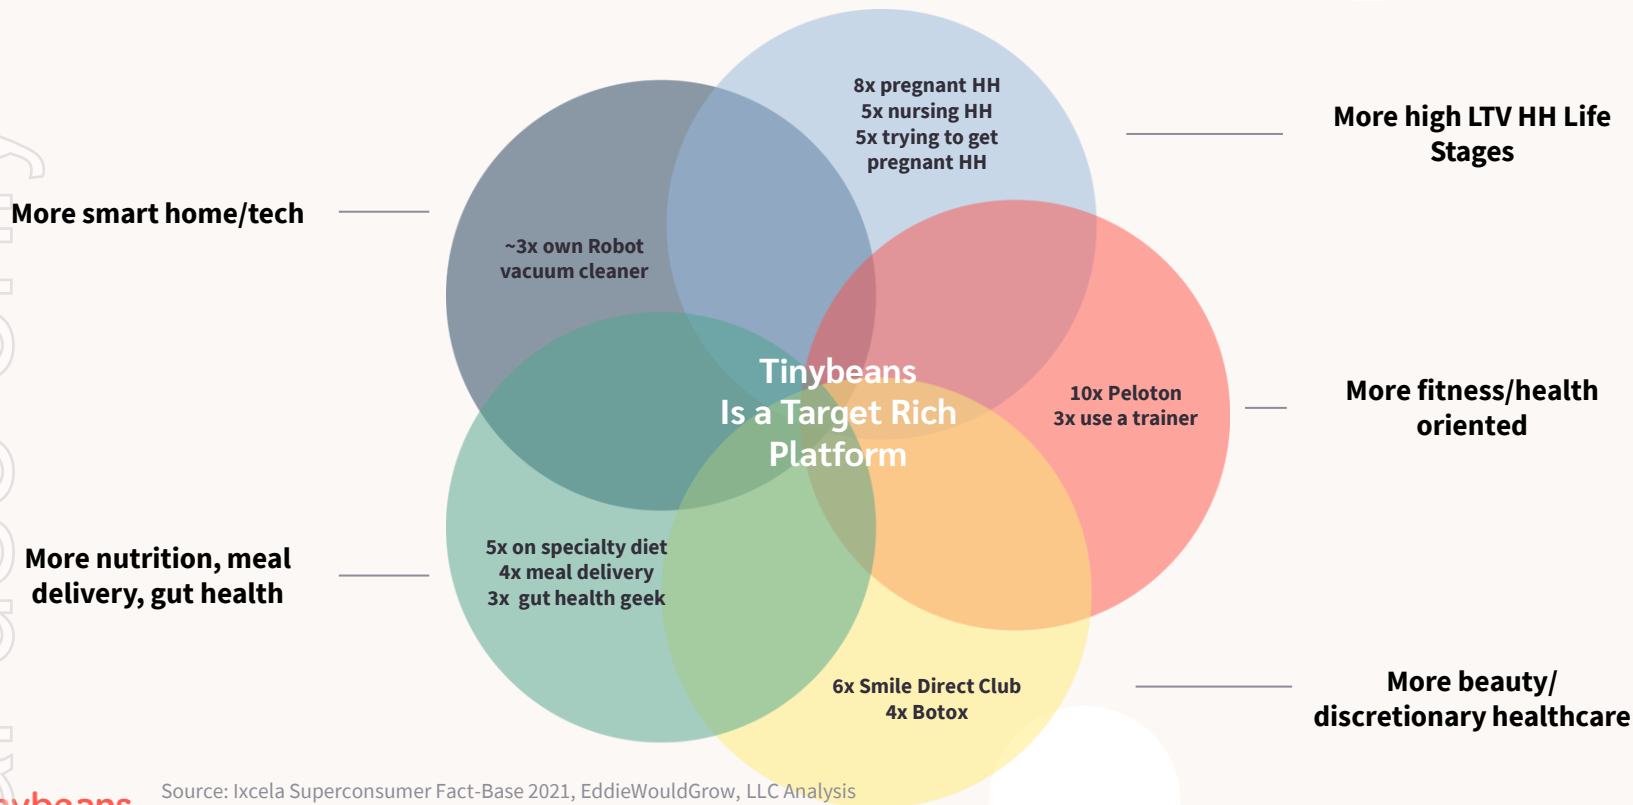 8x pregnant HH
5x nursing HH
5x trying to get
pregnant HH
More high LTV HH Life
Stages
More smart home/tech
~3x own Robot
vacuum cleaner
Tinybeans
Is a Target Rich
Platform
10x Peloton
3x use a trainer
More fitness/health
oriented
More nutrition, meal
delivery, gut health
5x on specialty diet
4x meal delivery
3x gut health geek
6x Smile Direct Club
4x Botox
More beauty/
discretionary healthcare
Source: Ixcela Superconsumer Fact-Base 2021, EddieWouldGrow, LLC Analysis